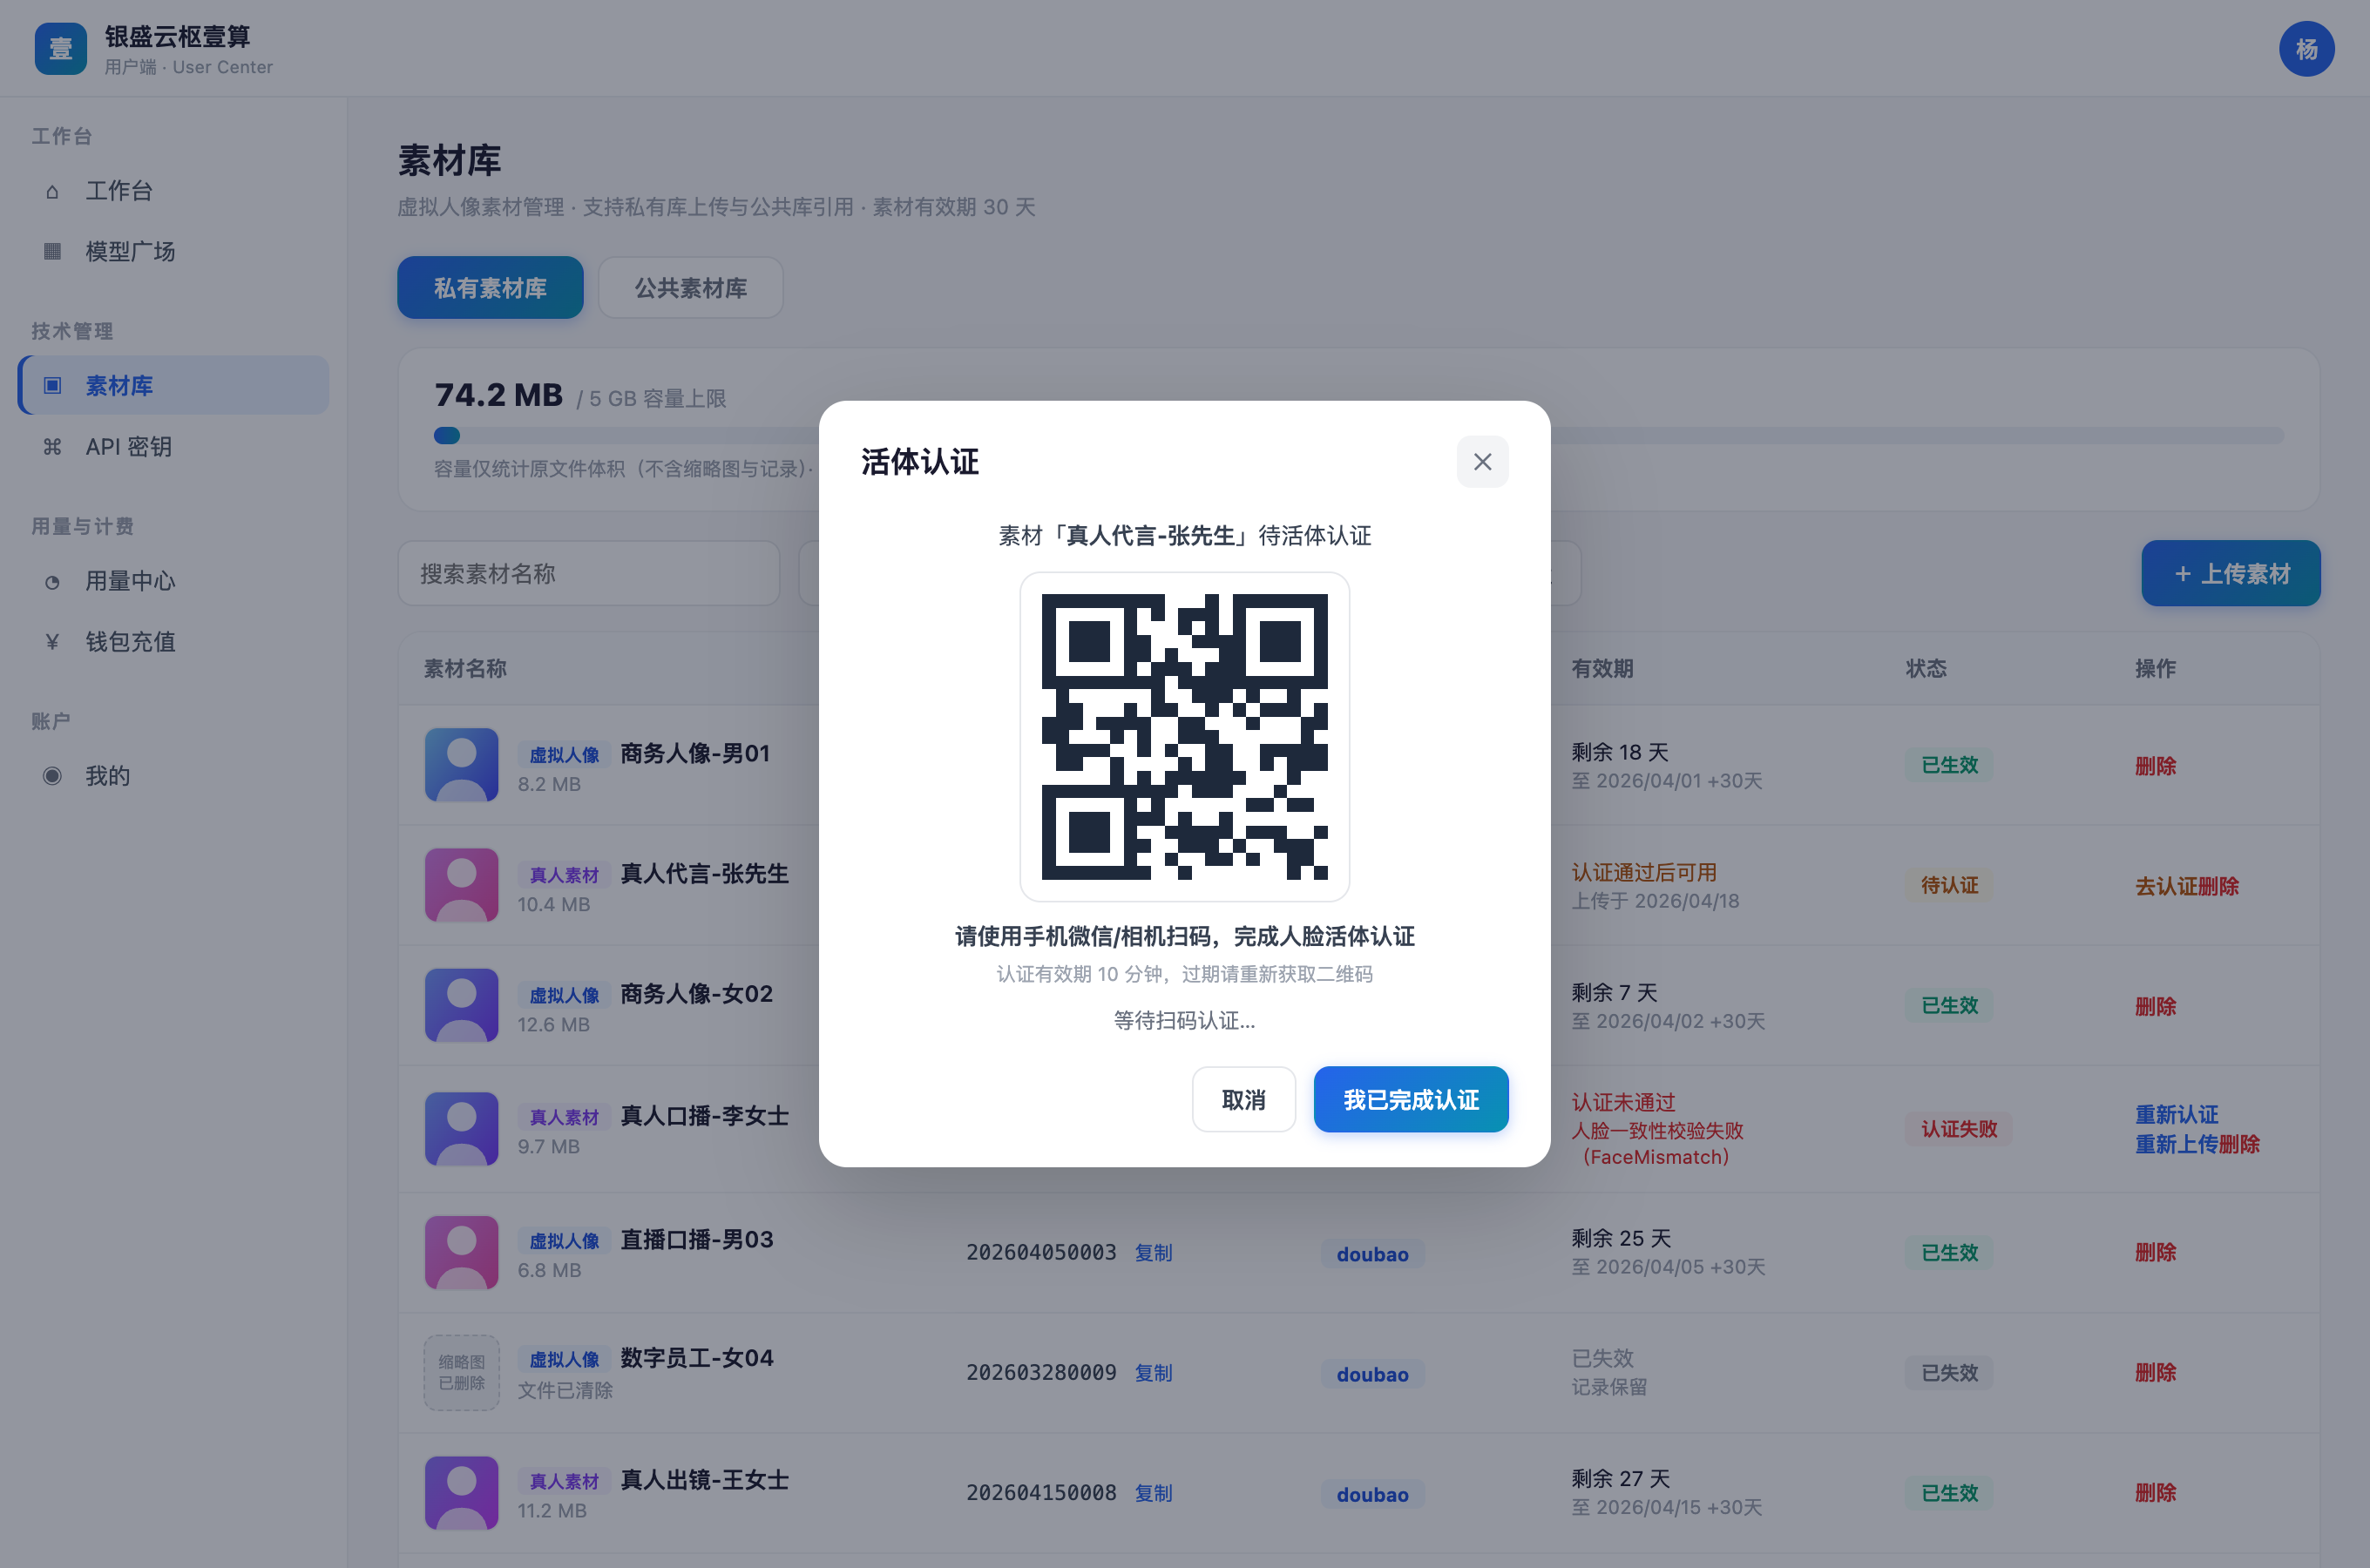 壹
银盛云枢壹算
用户端 · User Center
杨
工作台
工作台
模型广场
技术管理
素材库
API 密钥
用量与计费
用量中心
¥ 钱包充值
账户
我的
素材库
虚拟人像素材管理 · 支持私有库上传与公共库引用 · 素材有效期 30 天
私有素材库
公共素材库
74.2 MB / 5 GB 容量上限
容量仅统计原文件体积（不含缩略图与记录）·
搜索素材名称
+ 上传素材
素材名称
有效期
状态
操作
虚拟人像 商务人像-男01
8.2 MB
剩余 18 天
至 2026/04/01 +30天
已生效
删除
真人素材 真人代言-张先生
10.4 MB
认证通过后可用
上传于 2026/04/18
待认证
去认证删除
虚拟人像 商务人像-女02
12.6 MB
剩余 7 天
至 2026/04/02 +30天
已生效
删除
真人素材 真人口播-李女士
9.7 MB
认证未通过
人脸一致性校验失败
（FaceMismatch）
认证失败
重新认证
重新上传删除
虚拟人像 直播口播-男03
6.8 MB
202604050003 复制
doubao
剩余 25 天
至 2026/04/05 +30天
已生效
删除
缩略图
已删除
虚拟人像 数字员工-女04
文件已清除
202603280009 复制
doubao
已失效
记录保留
已失效
删除
真人素材 真人出镜-王女士
11.2 MB
202604150008 复制
doubao
剩余 27 天
至 2026/04/15 +30天
已生效
删除
活体认证
素材「真人代言-张先生」待活体认证
请使用手机微信/相机扫码，完成人脸活体认证
认证有效期 10 分钟，过期请重新获取二维码
等待扫码认证...
取消
我已完成认证